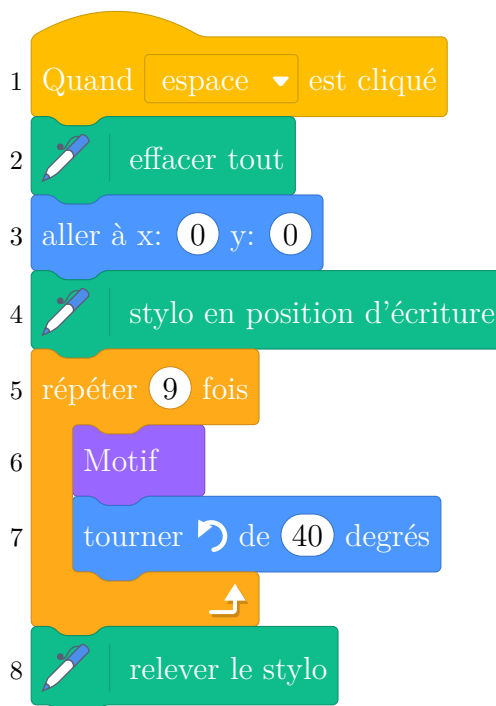 1 Quand espace est cliqué
2 effacer tout
3 aller à x: 0 y: 0
4 stylo en position d'écriture
5 répéter 9 fois
6 Motif
7 tourner de 40 degrés
8 relever le stylo